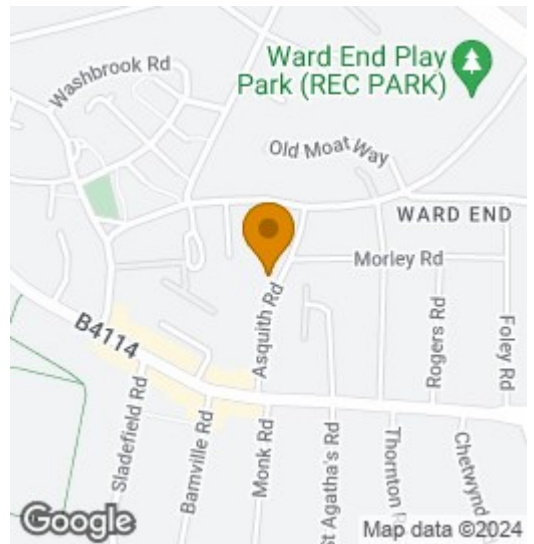 Ward End Play
Park (REC PARK)
Washbrook Rd
Old Moat Way
WARD END
Morley Rd
Asquith Rd
B4114
Rogers Rd
Foley Rd
Sladefield Rd
Bamville Rd
Monk Rd
St Agatha's Rd
Thornton R
Chetwynd
Google
Map data ©2024